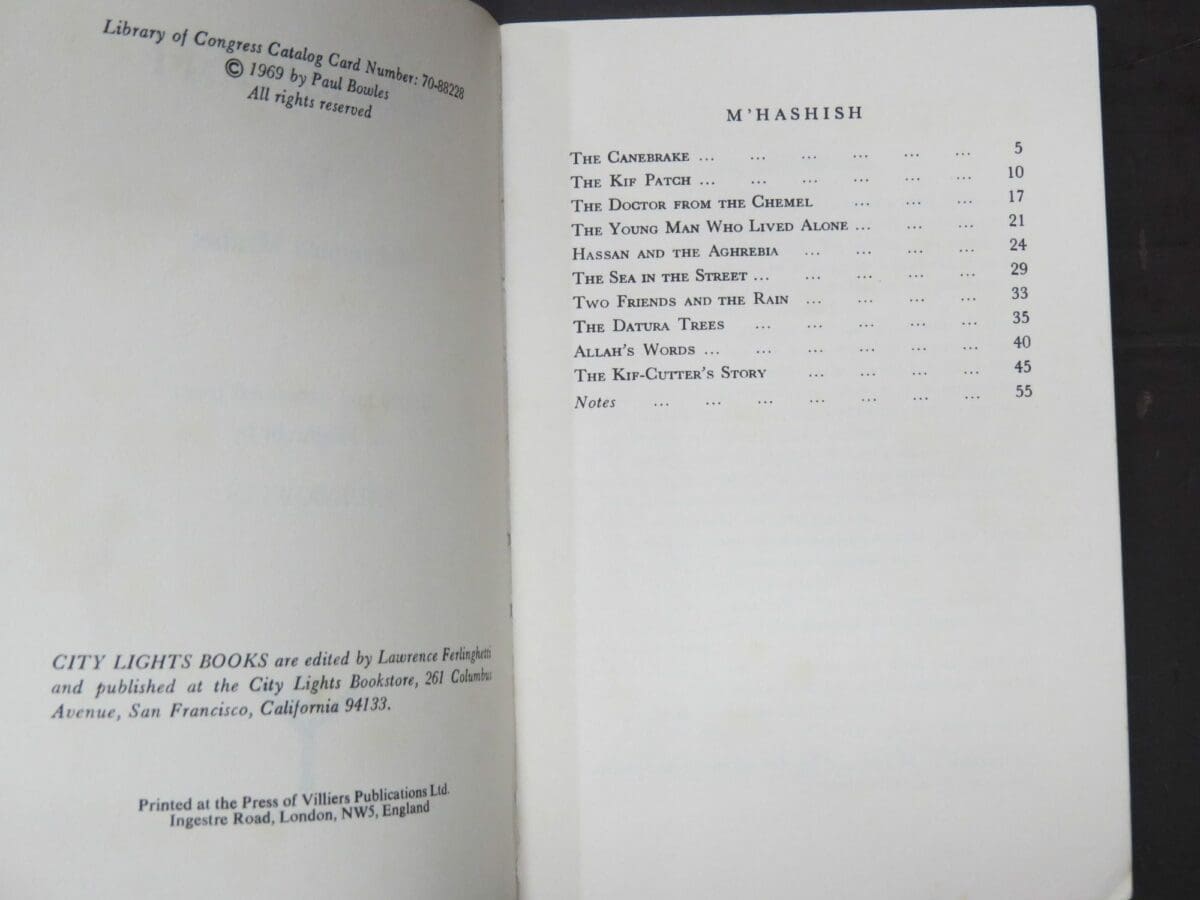 Library of Congress Catalog Card Number: 70-88228
© 1969 by Paul Bowles
All rights reserved
CITY LIGHTS BOOKS are edited by Lawrence Ferlinghetti
and published at the City Lights Bookstore, 261 Columbus
Avenue, San Francisco, California 94133.
Printed at the Press of Villiers Publications Ltd.
Ingestre Road, London, NW5, England
M'HASHISH
The Canebrake ... ... ... ... ... ... 5
The Kif Patch ... ... ... ... ... ... 10
The Doctor from the Chemel ... ... ... 17
The Young Man Who Lived Alone ... ... ... 21
Hassan and the Aghrebia ... ... ... ... 24
The Sea in the Street ... ... ... ... ... 29
Two Friends and the Rain ... ... ... ... 33
The Datura Trees ... ... ... ... ... 35
Allah's Words ... ... ... ... ... ... 40
The Kif-Cutter's Story ... ... ... ... 45
Notes ... ... ... ... ... ... ... 55